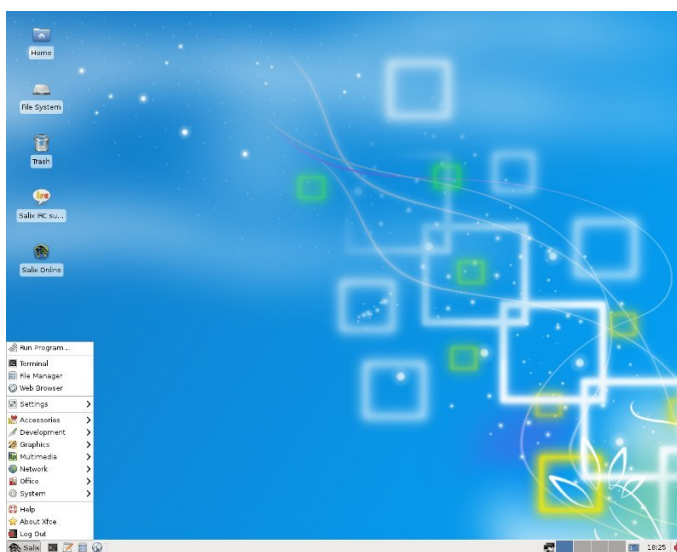 Home
File System
Trash
Salix IRC su...
Salix Online
Run Program...
Terminal
File Manager
Web Browser
Settings
Accessories
Development
Graphics
Multimedia
Network
Office
System
Help
About Xfce
Log Out
Salix
18:25